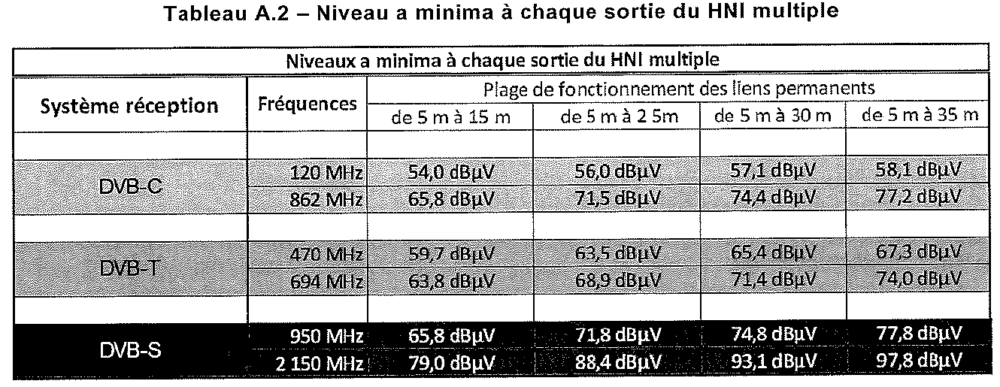 Tableau A.2 – Niveau a minima à chaque sortie du HNI multiple
Niveaux a minima à chaque sortie du HNI multiple
Système réception Fréquences Plage de fonctionnement des liens permanents
de 5 m à 15 m de 5 m à 2 5m de 5 m à 30 m de 5 m à 35 m
DVB-C
120 MHz 54,0 dBµV 56,0 dBµV 57,1 dBµV 58,1 dBµV
862 MHz 65,8 dBµV 71,5 dBµV 74,4 dBµV 77,2 dBµV
DVB-T
470 MHz 59,7 dBµV 63,5 dBµV 65,4 dBµV 67,3 dBµV
694 MHz 63,8 dBµV 68,9 dBµV 71,4 dBµV 74,0 dBµV
DVB-S
950 MHz 65,8 dBµV 71,8 dBµV 74,8 dBµV 77,8 dBµV
2 150 MHz 79,0 dBµV 88,4 dBµV 93,1 dBµV 97,8 dBµV